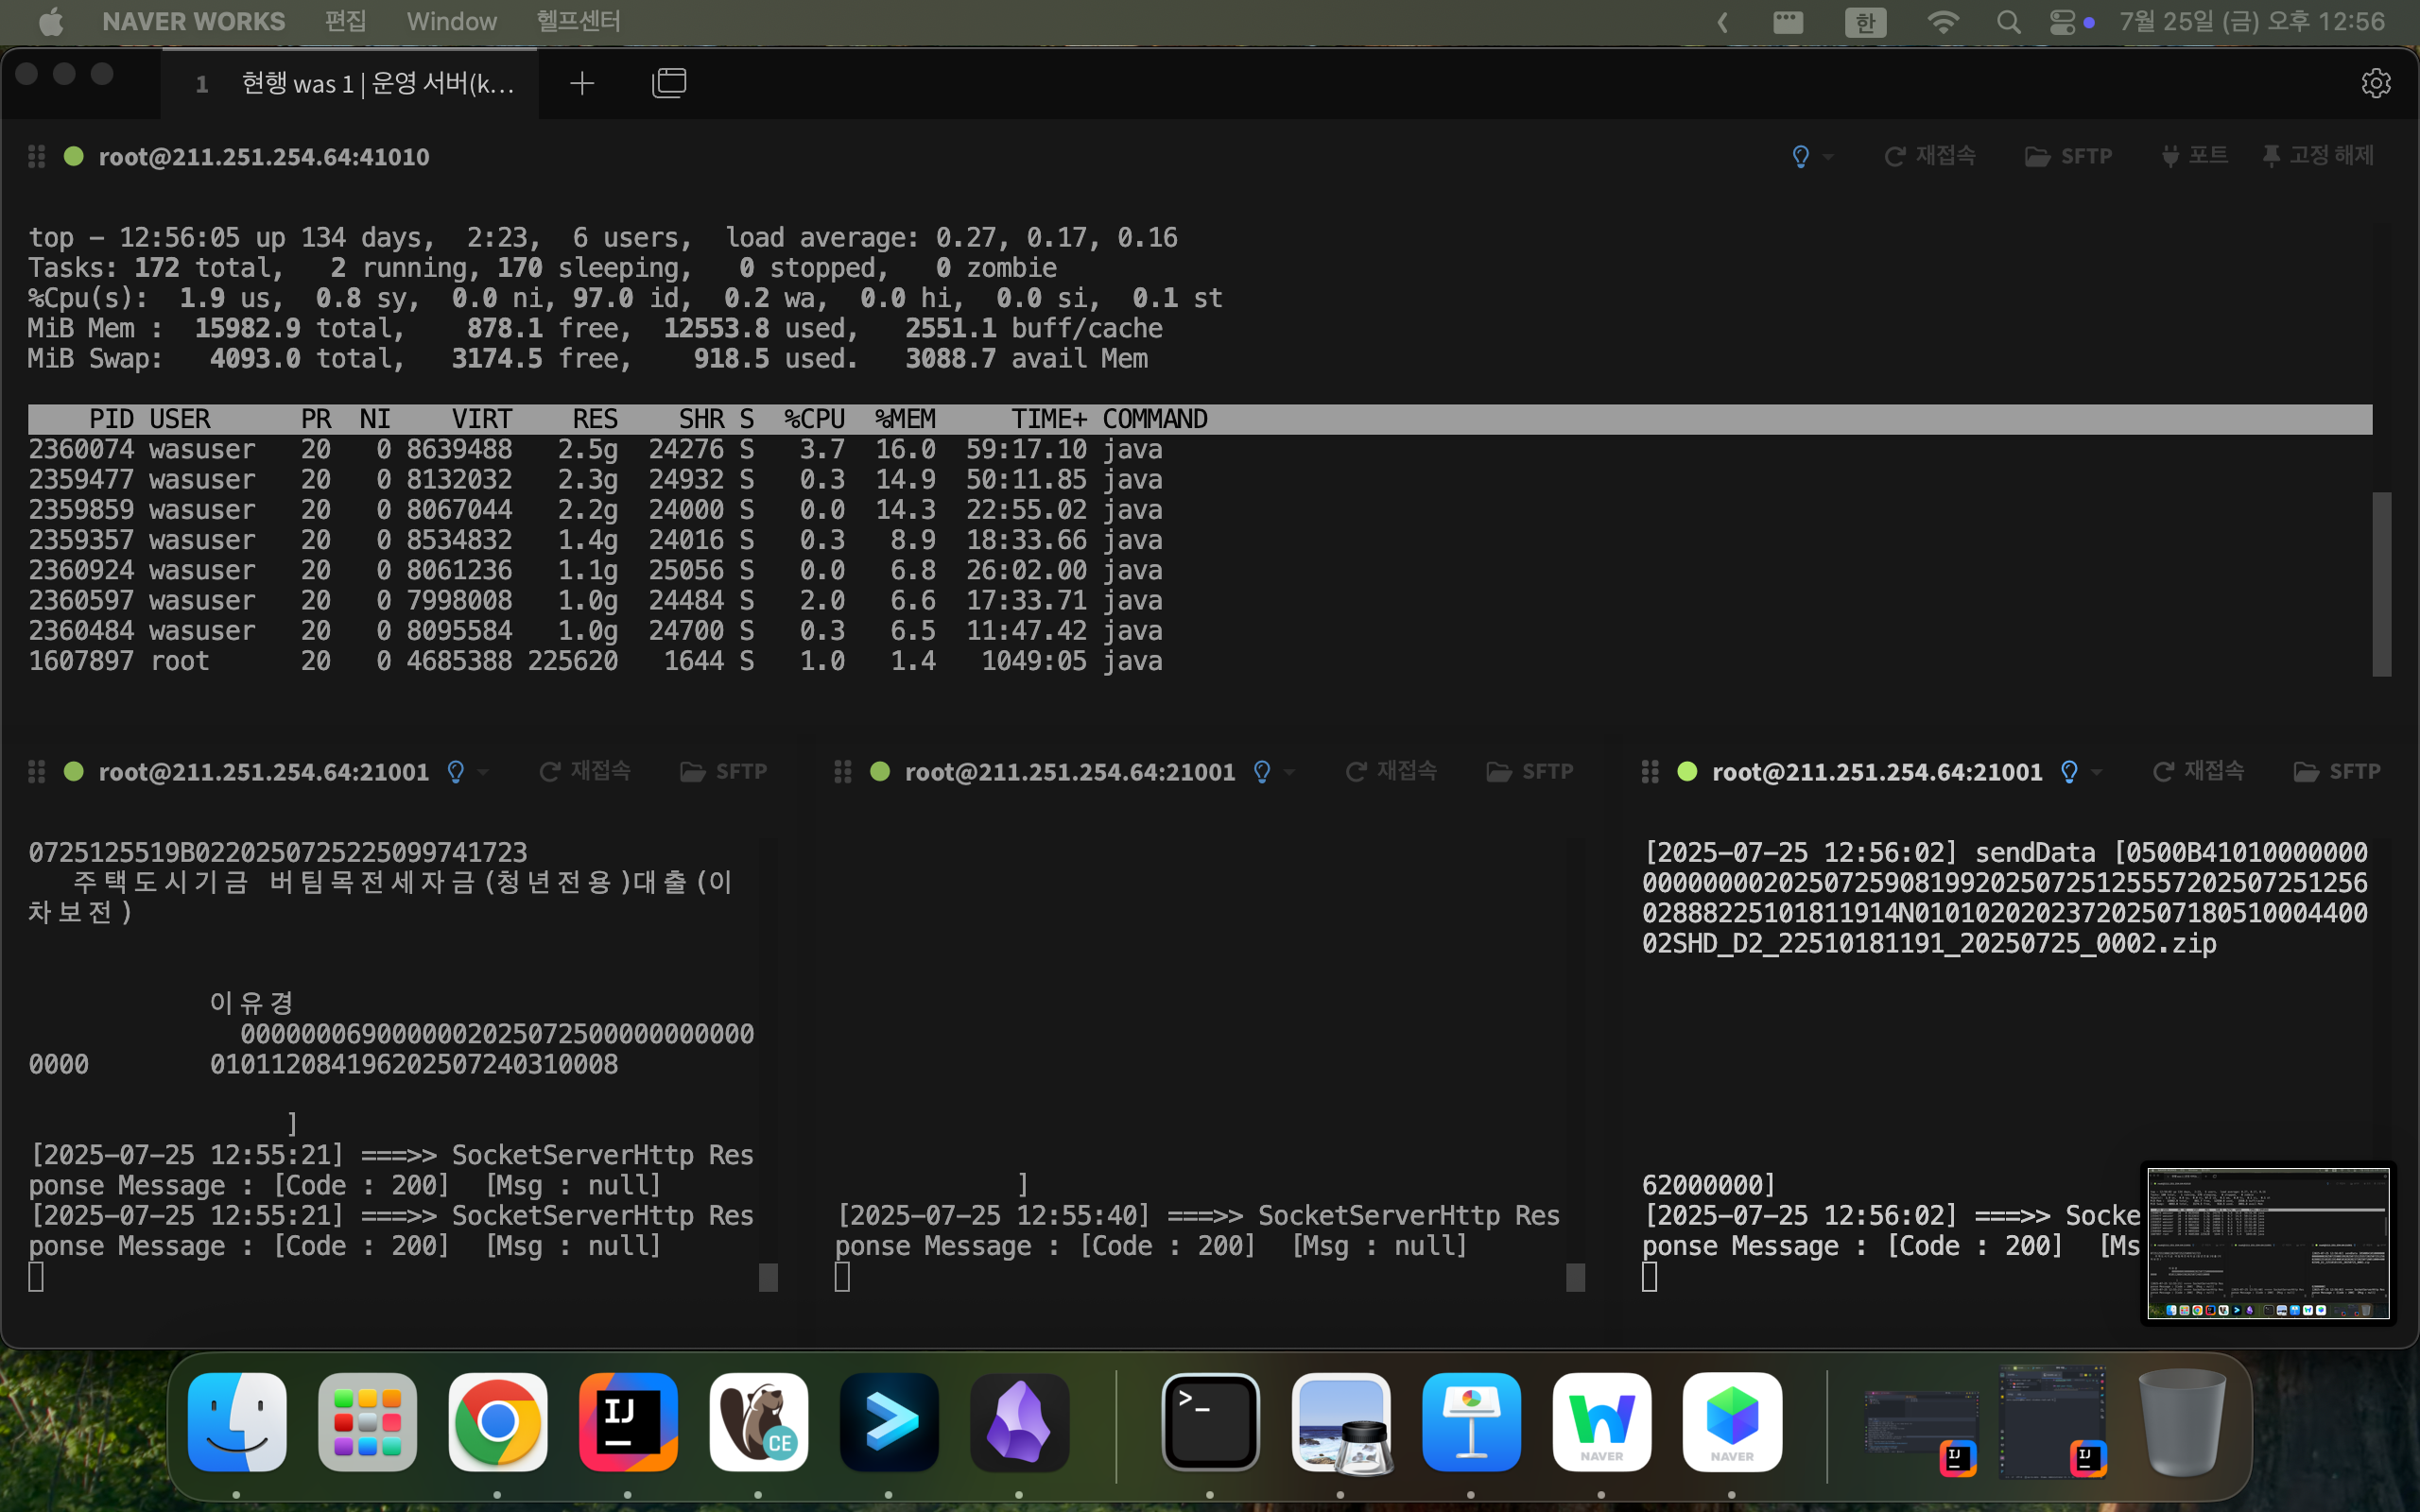 NAVER WORKS 편집 Window 헬프센터 한 7월 25일 (금) 오후 12:56
1 현행 was 1 | 운영 서버(k...
root@211.251.254.64:41010 재접속 SFTP 포트 고정 해제
top - 12:56:05 up 134 days, 2:23, 6 users, load average: 0.27, 0.17, 0.16
Tasks: 172 total, 2 running, 170 sleeping, 0 stopped, 0 zombie
%Cpu(s): 1.9 us, 0.8 sy, 0.0 ni, 97.0 id, 0.2 wa, 0.0 hi, 0.0 si, 0.1 st
MiB Mem : 15982.9 total, 878.1 free, 12553.8 used, 2551.1 buff/cache
MiB Swap: 4093.0 total, 3174.5 free, 918.5 used. 3088.7 avail Mem
PID USER PR NI VIRT RES SHR S %CPU %MEM TIME+ COMMAND
2360074 wasuser 20 0 8639488 2.5g 24276 S 3.7 16.0 59:17.10 java
2359477 wasuser 20 0 8132032 2.3g 24932 S 0.3 14.9 50:11.85 java
2359859 wasuser 20 0 8067044 2.2g 24000 S 0.0 14.3 22:55.02 java
2359357 wasuser 20 0 8534832 1.4g 24016 S 0.3 8.9 18:33.66 java
2360924 wasuser 20 0 8061236 1.1g 25056 S 0.0 6.8 26:02.00 java
2360597 wasuser 20 0 7998008 1.0g 24484 S 2.0 6.6 17:33.71 java
2360484 wasuser 20 0 8095584 1.0g 24700 S 0.3 6.5 11:47.42 java
1607897 root 20 0 4685388 225620 1644 S 1.0 1.4 1049:05 java
root@211.251.254.64:21001 재접속 SFTP
0725125519B0220250725225099741723
주택도시기금 버팀목전세자금(청년전용)대출(이
차보전)
이유경
0000000690000002025072500000000000
0000 010112084196202507240310008
]
[2025-07-25 12:55:21] ===>> SocketServerHttp Res
ponse Message : [Code : 200] [Msg : null]
[2025-07-25 12:55:21] ===>> SocketServerHttp Res
ponse Message : [Code : 200] [Msg : null]
root@211.251.254.64:21001 재접속 SFTP
]
[2025-07-25 12:55:40] ===>> SocketServerHttp Res
ponse Message : [Code : 200] [Msg : null]
root@211.251.254.64:21001 재접속 SFTP
[2025-07-25 12:56:02] sendData [0500B41010000000
000000002025072590819920250725125557202507251256
02888225101811914N010102020237202507180510004400
02SHD_D2_22510181191_20250725_0002.zip
62000000]
[2025-07-25 12:56:02] ===>> Socke
ponse Message : [Code : 200] [Ms
IJ CE >_ NAVER NAVER IJ IJ